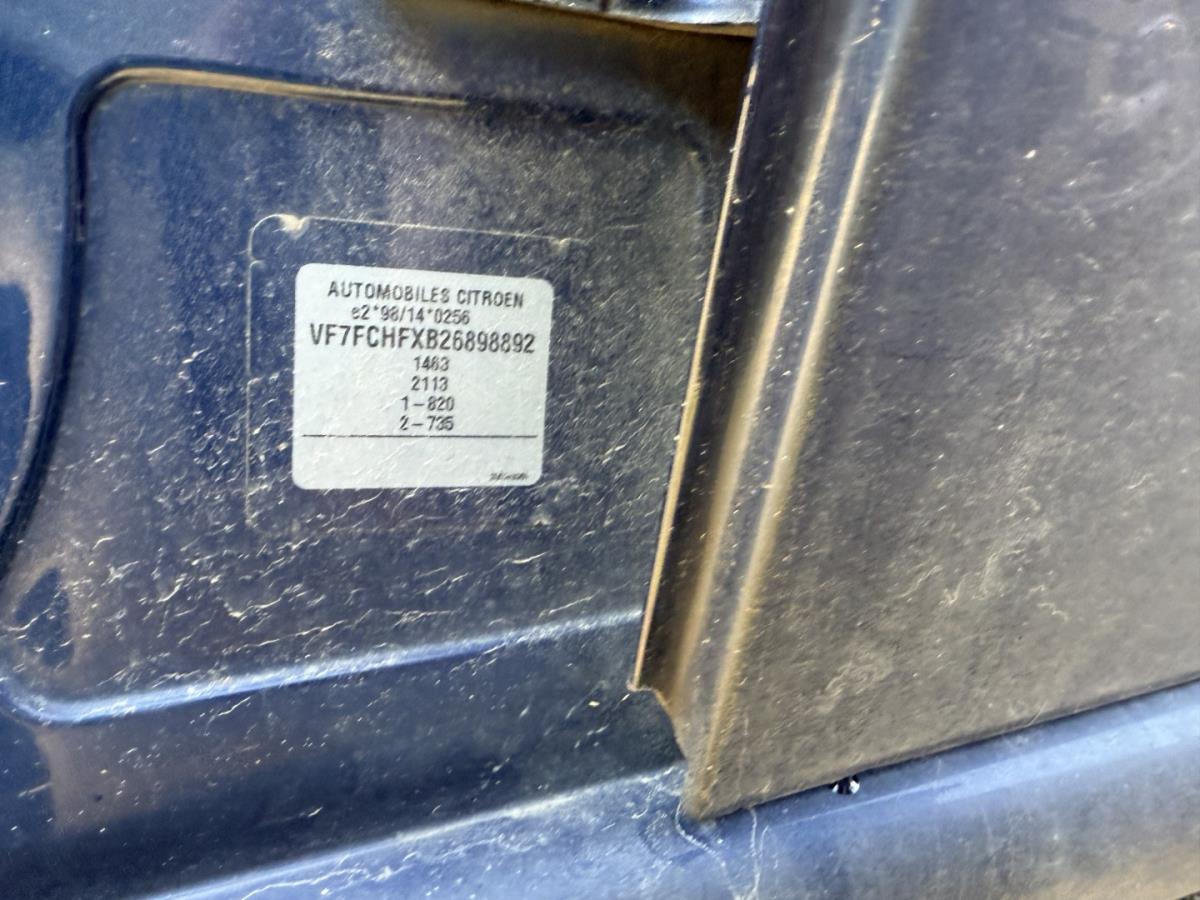 AUTOMOBILES CITROEN
e2*98/14*0256
VF7FCHFXB26898892
1463
2113
1-820
2-735